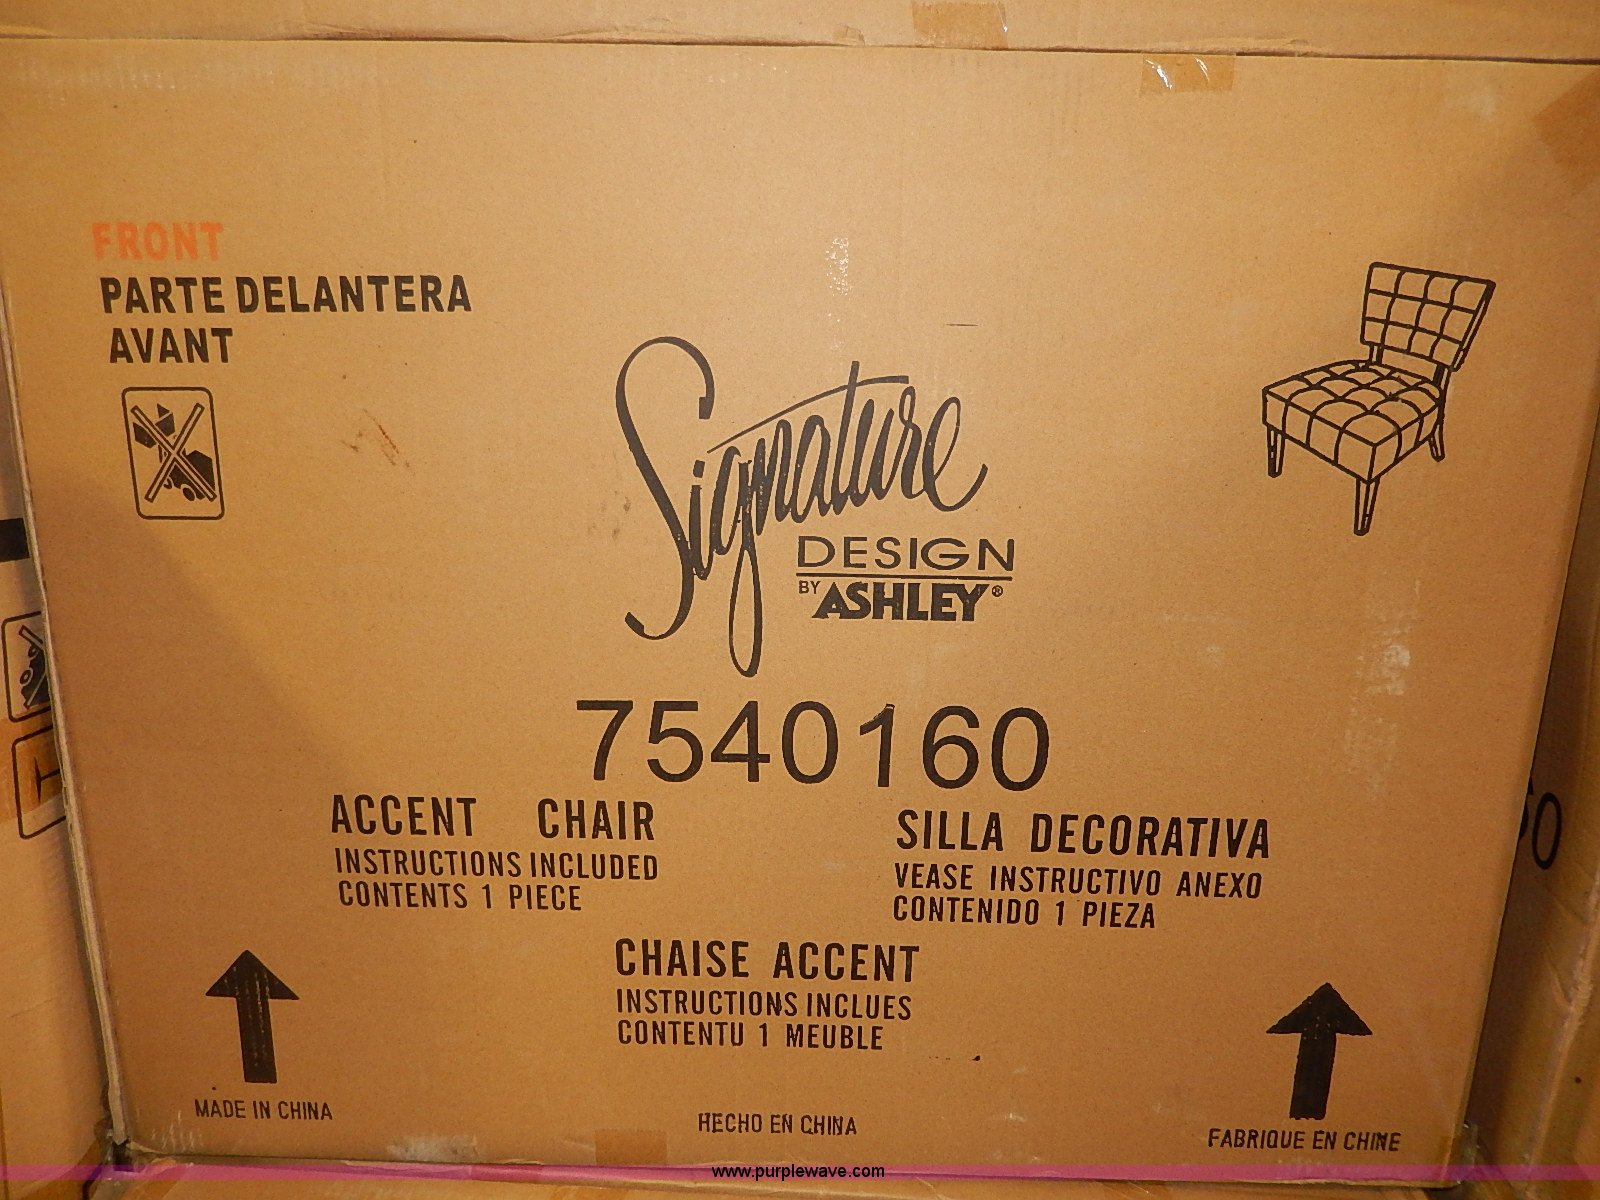 FRONT
PARTE DELANTERA
AVANT
Signature
DESIGN
BY ASHLEY®
7540160
ACCENT CHAIR
INSTRUCTIONS INCLUDED
CONTENTS 1 PIECE
SILLA DECORATIVA
VEASE INSTRUCTIVO ANEXO
CONTENIDO 1 PIEZA
CHAISE ACCENT
INSTRUCTIONS INCLUES
CONTENTU 1 MEUBLE
MADE IN CHINA
HECHO EN CHINA
FABRIQUE EN CHINE
www.purplewave.com